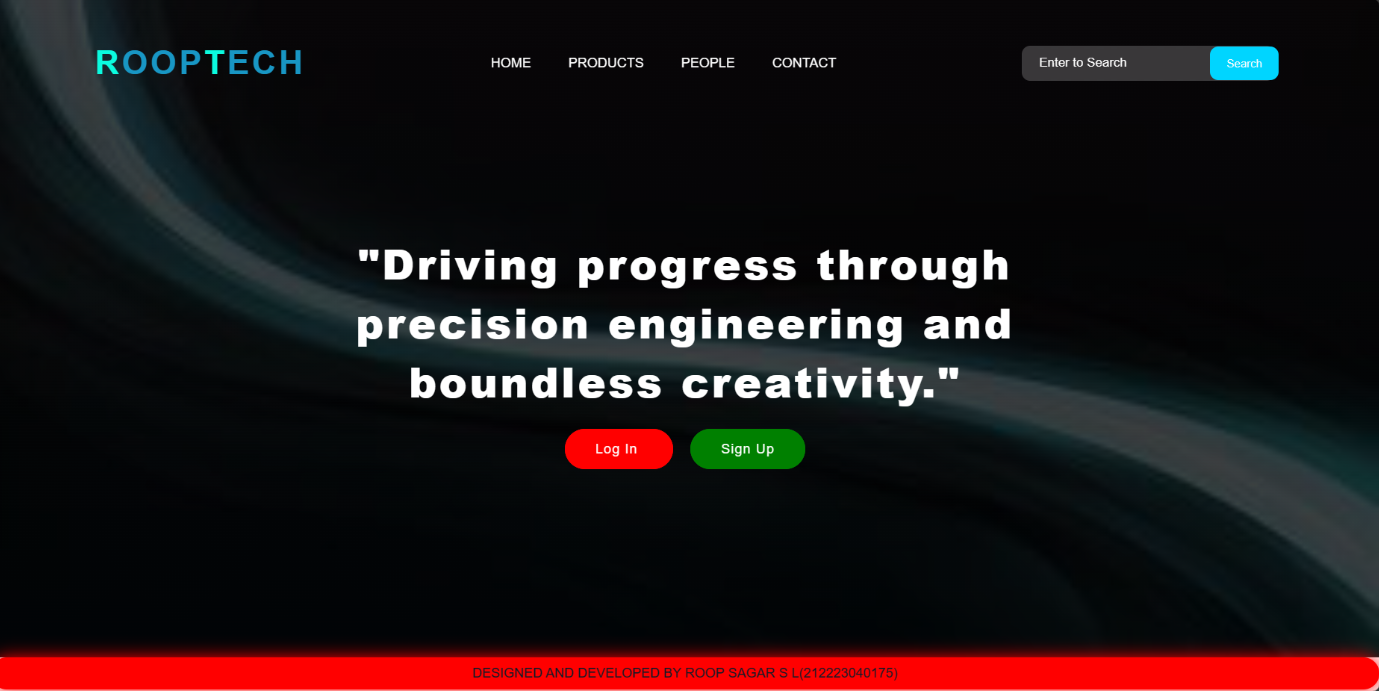 ROOPTECH
HOME PRODUCTS PEOPLE CONTACT
Enter to Search Search
"Driving progress through
precision engineering and
boundless creativity."
Log In Sign Up
DESIGNED AND DEVELOPED BY ROOP SAGAR S L(212223040175)